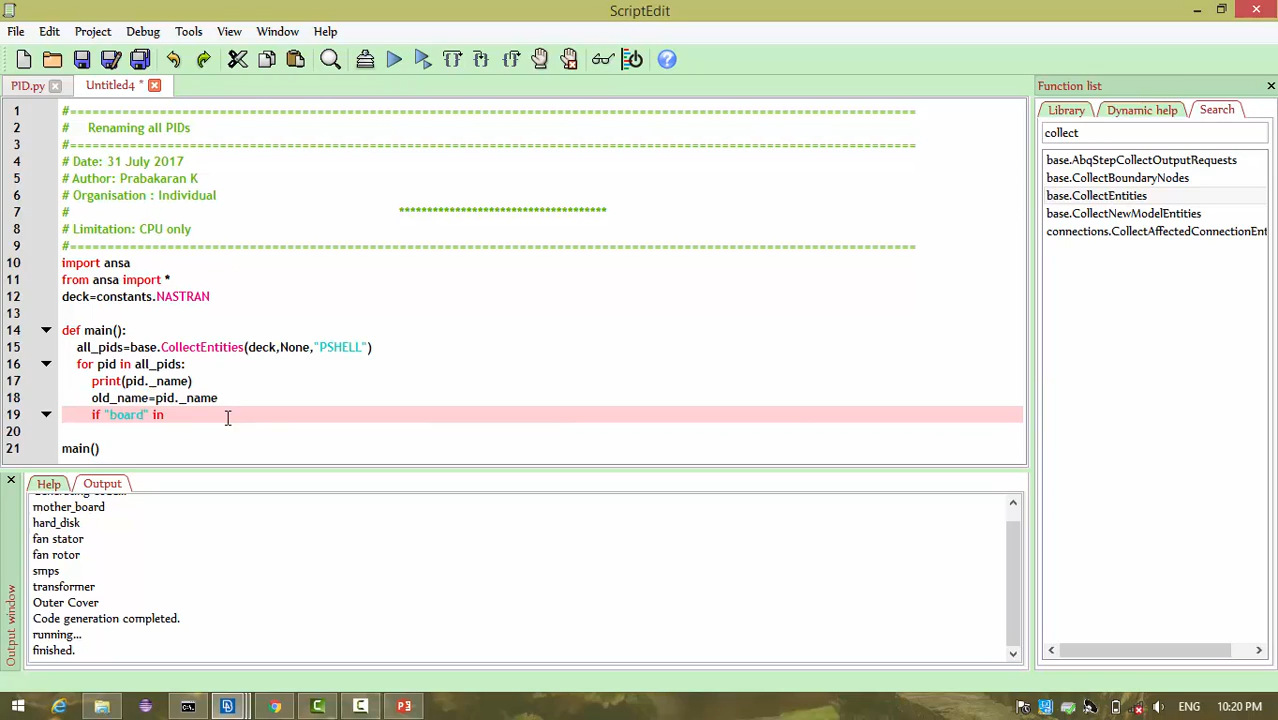 ScriptEdit
File Edit Project Debug Tools View Window Help
PID.py Untitled4 *
1 #==========================================================================================
2 # Renaming all PIDs
3 #==========================================================================================
4 # Date: 31 July 2017
5 # Author: Prabakaran K
6 # Organisation : Individual
7 # *************************************
8 # Limitation: CPU only
9 #==========================================================================================
10 import ansa
11 from ansa import *
12 deck=constants.NASTRAN
13
14 def main():
15 all_pids=base.CollectEntities(deck,None,"PSHELL")
16 for pid in all_pids:
17 print(pid._name)
18 old_name=pid._name
19 if "board" in
20
21 main()
Function list
Library Dynamic help Search
collect
base.AbqStepCollectOutputRequests
base.CollectBoundaryNodes
base.CollectEntities
base.CollectNewModelEntities
connections.CollectAffectedConnectionEnt
Help Output
mother_board
hard_disk
fan stator
fan rotor
smps
transformer
Outer Cover
Code generation completed.
running...
finished.
Output window
ENG 10:20 PM